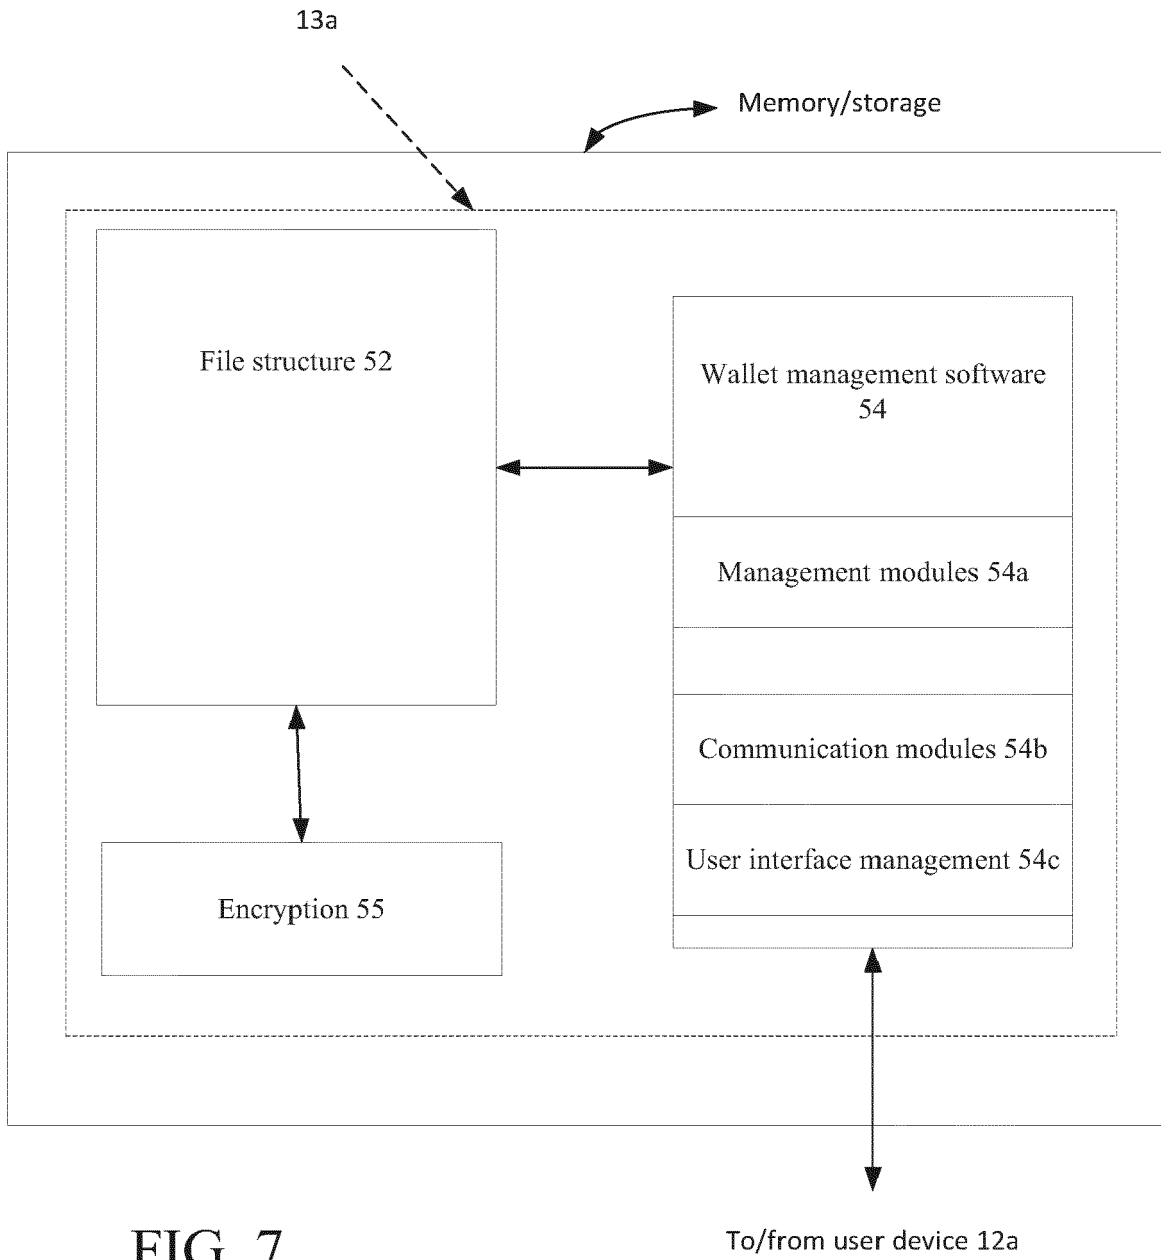 13a
Memory/storage
File structure 52
Wallet management software
54
Management modules 54a
Communication modules 54b
User interface management 54c
Encryption 55
To/from user device 12a
FIG. 7